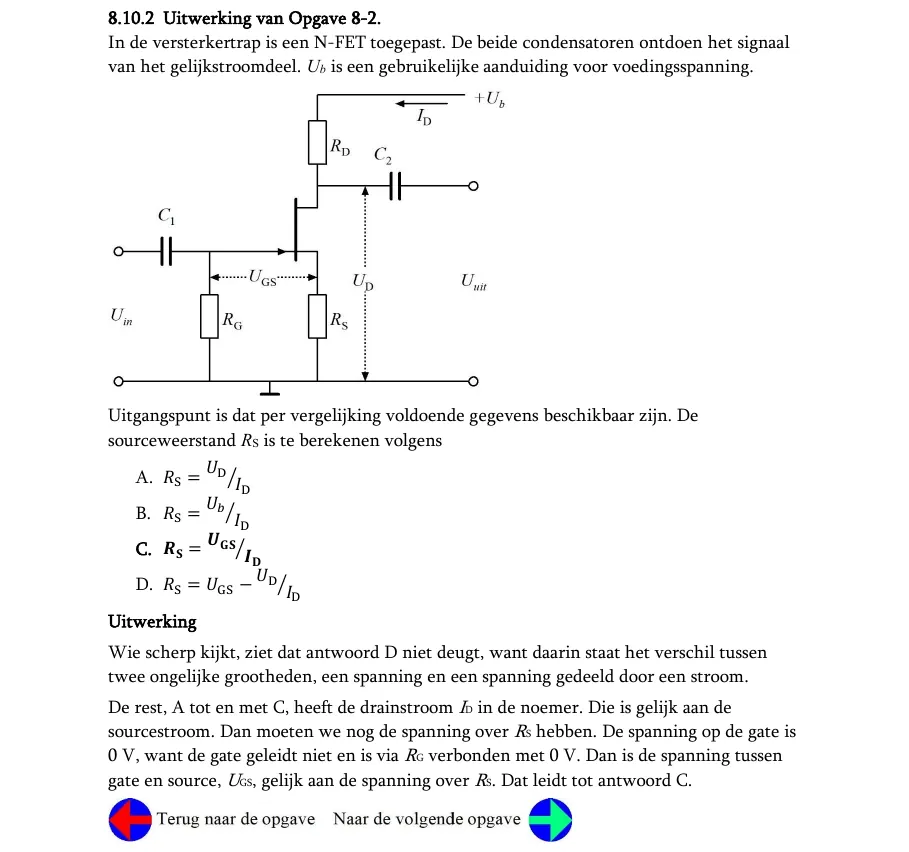 8.10.2 Uitwerking van Opgave 8-2.
In de versterkertrap is een N-FET toegepast. De beide condensatoren ontdoen het signaal
van het gelijkstroomdeel. Ub is een gebruikelijke aanduiding voor voedingsspanning.
+Ub
ID
RD
C2
C1
UGS
UD
Uuit
Uin
RG
RS
Uitgangspunt is dat per vergelijking voldoende gegevens beschikbaar zijn. De
sourceweerstand RS is te berekenen volgens
A. RS = UD/ID
B. RS = Ub/ID
C. RS = UGS/ID
D. RS = UGS − UD/ID
Uitwerking
Wie scherp kijkt, ziet dat antwoord D niet deugt, want daarin staat het verschil tussen
twee ongelijke grootheden, een spanning en een spanning gedeeld door een stroom.
De rest, A tot en met C, heeft de drainstroom ID in de noemer. Die is gelijk aan de
sourcestroom. Dan moeten we nog de spanning over RS hebben. De spanning op de gate is
0 V, want de gate geleidt niet en is via RG verbonden met 0 V. Dan is de spanning tussen
gate en source, UGS, gelijk aan de spanning over RS. Dat leidt tot antwoord C.
Terug naar de opgave Naar de volgende opgave